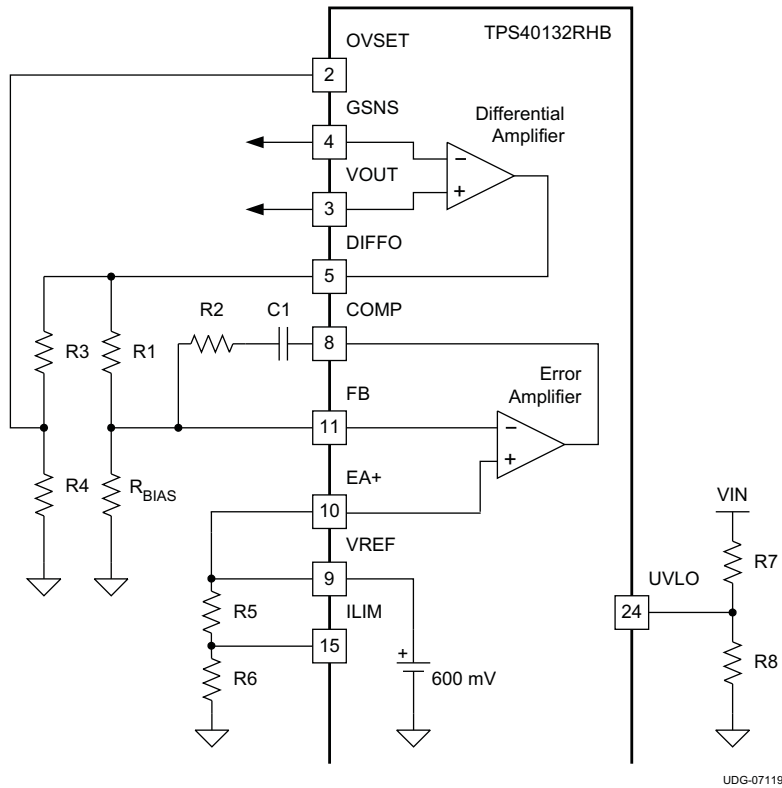 TPS40132RHB
OVSET
2
GSNS
4
Differential
Amplifier
−
+
VOUT
3
DIFFO
5
R2
C1
COMP
8
R3
R1
Error
Amplifier
−
+
FB
11
R4
RBIAS
EA+
10
VREF
9
VIN
R7
UVLO
24
R5
ILIM
15
R6
+
600 mV
R8
UDG-07119